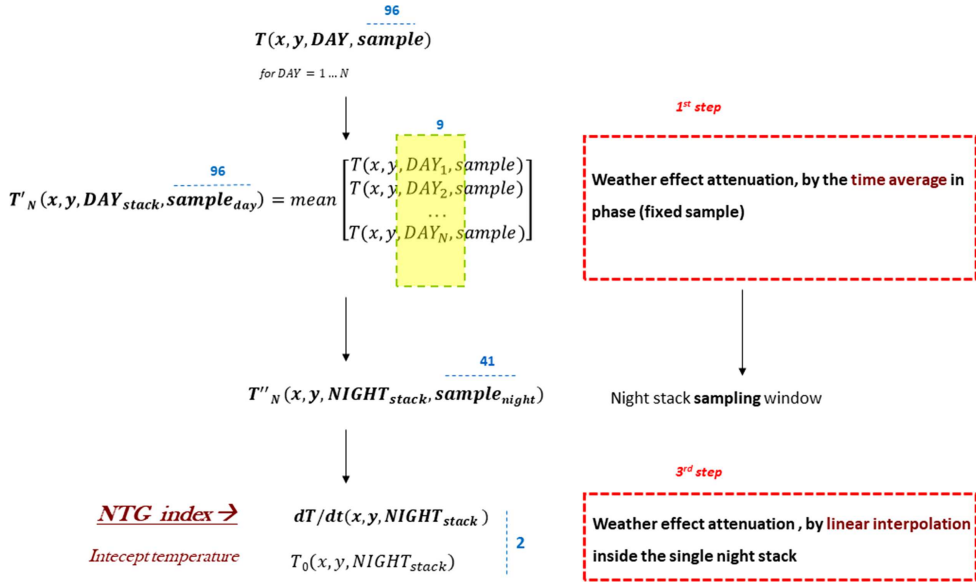 96
T(x, y, DAY, sample)
for DAY = 1 … N
1st step
9
96
T′N(x, y, DAYstack, sampleday) = mean
T(x, y, DAY1, sample)
T(x, y, DAY2, sample)
…
T(x, y, DAYN, sample)
Weather effect attenuation, by the time average in
phase (fixed sample)
41
T′′N(x, y, NIGHTstack, samplenight)
Night stack sampling window
3rd step
NTG index →
dT/dt(x, y, NIGHTstack)
2
Intecept temperature
T0(x, y, NIGHTstack)
Weather effect attenuation , by linear interpolation
inside the single night stack